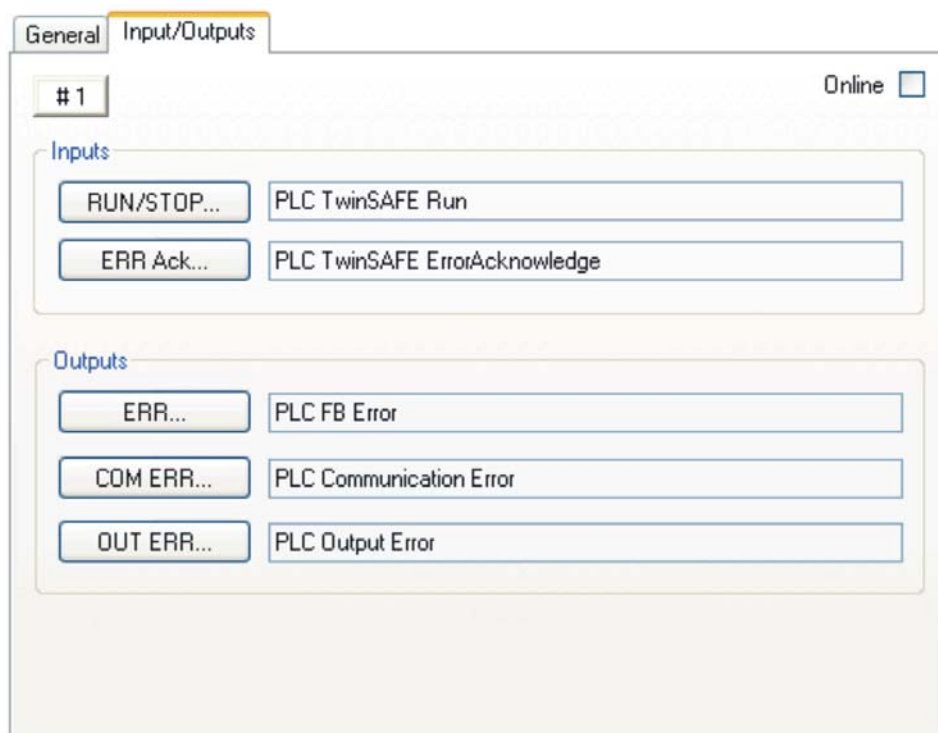 General Input/Outputs
#1
Online
Inputs
RUN/STOP... PLC TwinSAFE Run
ERR Ack... PLC TwinSAFE ErrorAcknowledge
Outputs
ERR... PLC FB Error
COM ERR... PLC Communication Error
OUT ERR... PLC Output Error